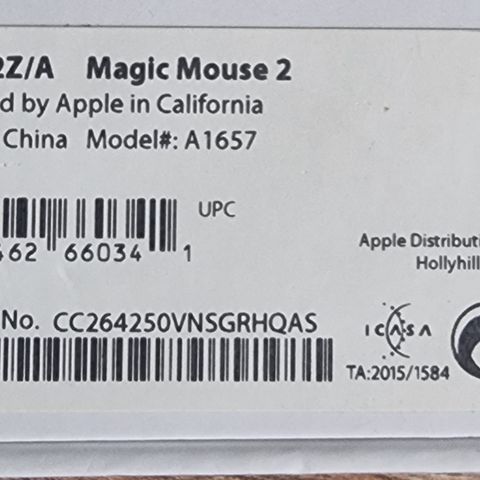 2Z/A Magic Mouse 2
d by Apple in California
China Model#: A1657
UPC
462 66034 1
Apple Distributi
Hollyhill
No. CC264250VNSGRHQAS
ICASA
TA:2015/1584